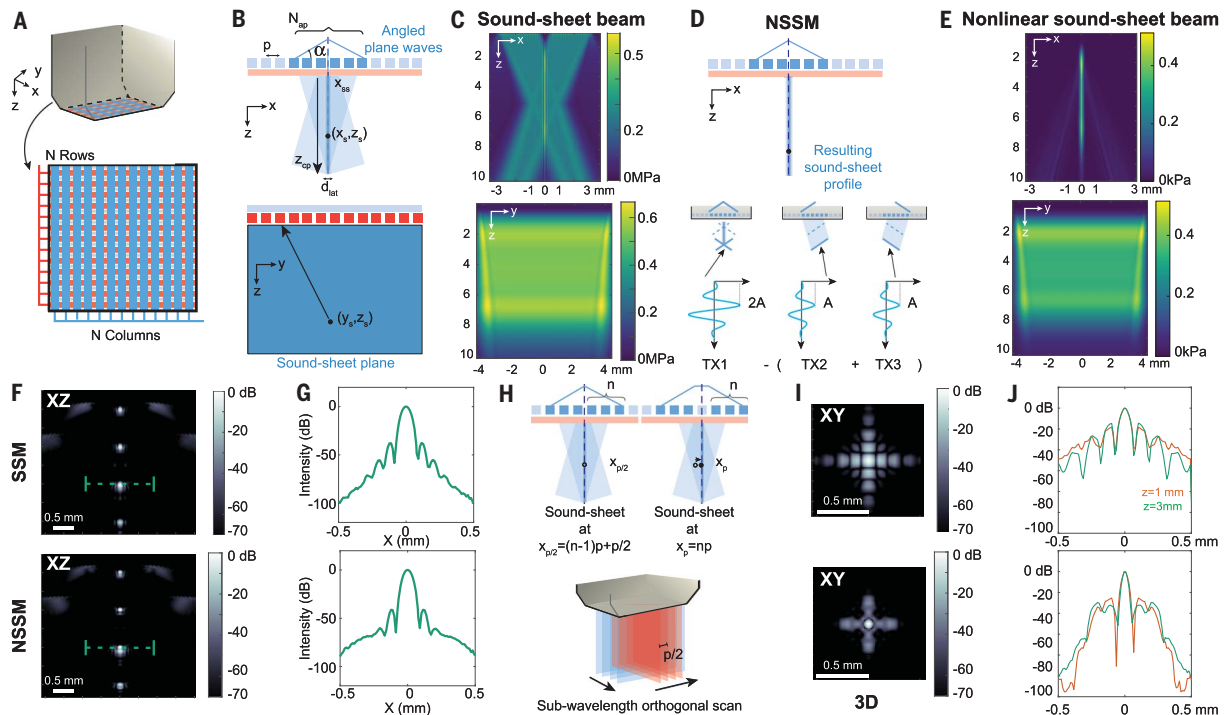 A
y
x
z
N Rows
N Columns
B
N_ap
Angled
plane waves
p
α
x_ss
x
z
(x_s,z_s)
z_cp
d_lat
y
z
(y_s,z_s)
Sound-sheet plane
C Sound-sheet beam
x
z
2
4
6
8
10
-3 -1 0 1 3 mm
0.6
0.4
0.2
0MPa
y
z
2
4
6
8
10
-4 -2 0 2 4 mm
0.6
0.4
0.2
0MPa
D NSSM
x
z
Resulting
sound-sheet
profile
2A A A
TX1 - ( TX2 + TX3 )
E Nonlinear sound-sheet beam
x
z
2
4
6
8
10
-3 -1 0 1 3 mm
0.4
0.2
0kPa
y
z
2
4
6
8
10
-4 -2 0 2 4 mm
0.4
0.2
0kPa
F
SSM
XZ
0.5 mm
0 dB
-20
-40
-60
-70
NSSM
XZ
0.5 mm
0 dB
-20
-40
-60
-70
G
Intensity (dB)
0
-50
-100
-0.5 0 0.5
X (mm)
Intensity (dB)
0
-50
-100
-0.5 0 0.5
X (mm)
H
n n
x_p/2 x_p
Sound-sheet Sound-sheet
at at
x_p/2=(n-1)p+p/2 x_p=np
p/2
Sub-wavelength orthogonal scan
I
XY
0.5 mm
0 dB
-20
-40
-60
-70
XY
0.5 mm
0 dB
-20
-40
-60
-70
3D
J
0 dB
-20
-40
-60
-80
-100
z=1 mm
z=3mm
-0.5 0 0.5 mm
0 dB
-20
-40
-60
-80
-100
-0.5 0 0.5 mm